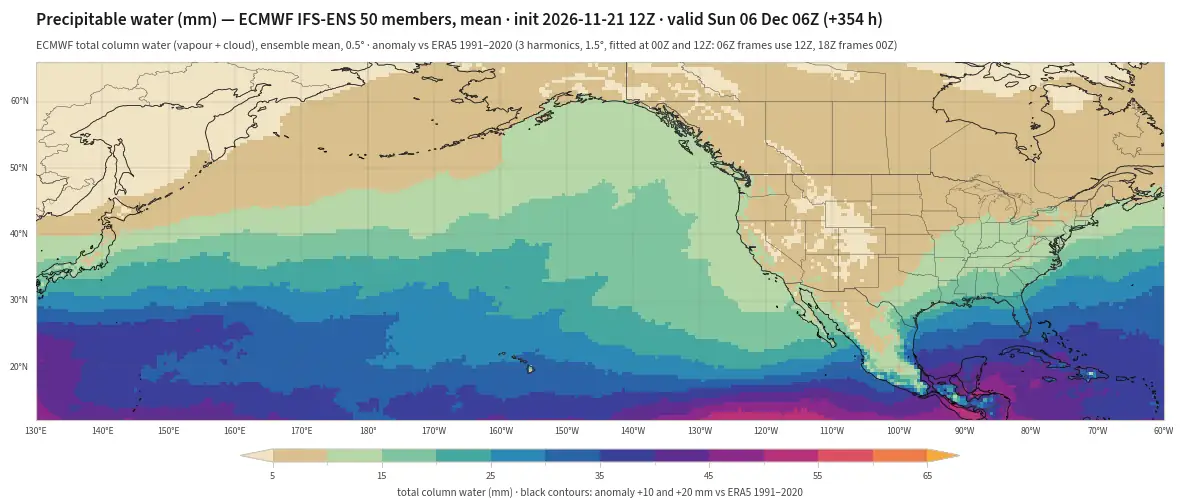 Precipitable water (mm) — ECMWF IFS-ENS 50 members, mean · init 2026-11-21 12Z · valid Sun 06 Dec 06Z (+354 h)
ECMWF total column water (vapour + cloud), ensemble mean, 0.5° · anomaly vs ERA5 1991–2020 (3 harmonics, 1.5°, fitted at 00Z and 12Z: 06Z frames use 12Z, 18Z frames 00Z)
60°N
50°N
40°N
30°N
20°N
130°E 140°E 150°E 160°E 170°E 180° 170°W 160°W 150°W 140°W 130°W 120°W 110°W 100°W 90°W 80°W 70°W 60°W
5 15 25 35 45 55 65
total column water (mm) · black contours: anomaly +10 and +20 mm vs ERA5 1991–2020